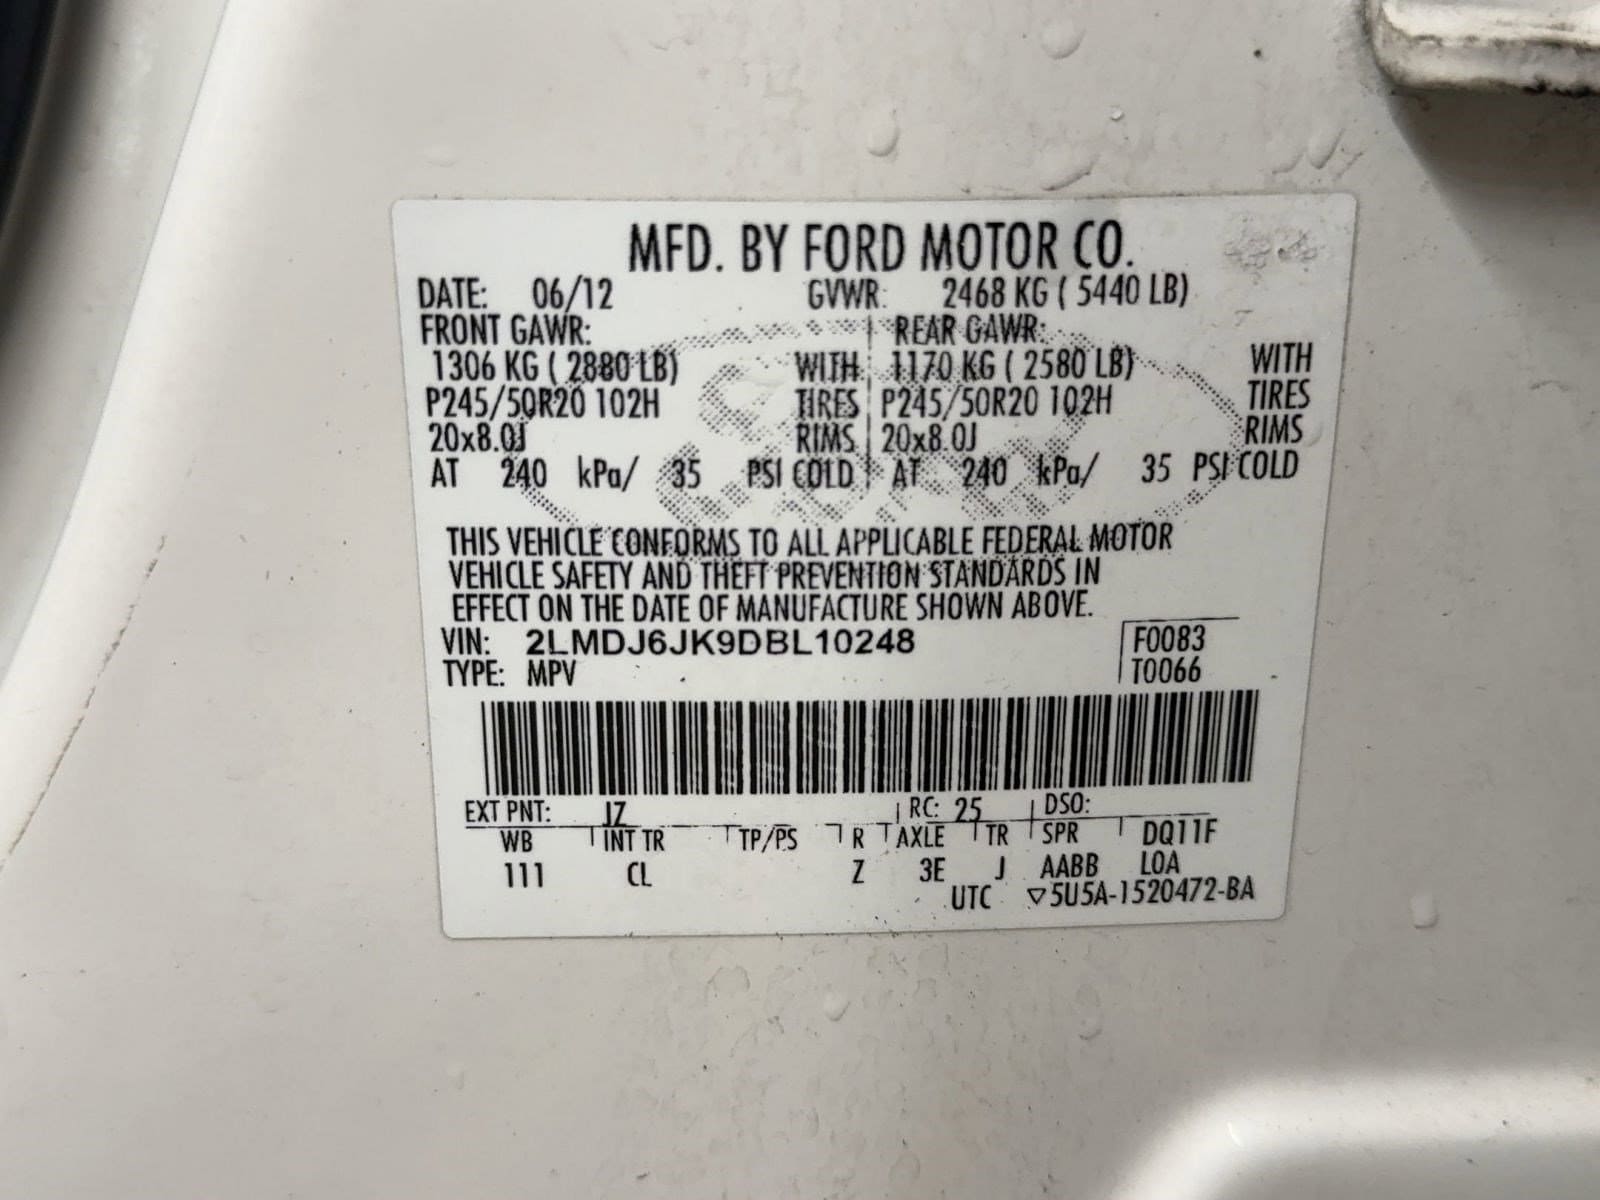 MFD. BY FORD MOTOR CO.
DATE: 06/12 GVWR: 2468 KG ( 5440 LB)
FRONT GAWR: REAR GAWR:
1306 KG ( 2880 LB) WITH 1170 KG ( 2580 LB) WITH
P245/50R20 102H TIRES P245/50R20 102H TIRES
20x8.0J RIMS 20x8.0J RIMS
AT 240 kPa/ 35 PSI COLD AT 240 kPa/ 35 PSI COLD
THIS VEHICLE CONFORMS TO ALL APPLICABLE FEDERAL MOTOR
VEHICLE SAFETY AND THEFT PREVENTION STANDARDS IN
EFFECT ON THE DATE OF MANUFACTURE SHOWN ABOVE.
VIN: 2LMDJ6JK9DBL10248 F0083
TYPE: MPV T0066
EXT PNT: JZ RC: 25 DSO:
WB INT TR TP/PS R AXLE TR SPR DQ11F
111 CL Z 3E J AABB LOA
UTC ▽5U5A-1520472-BA